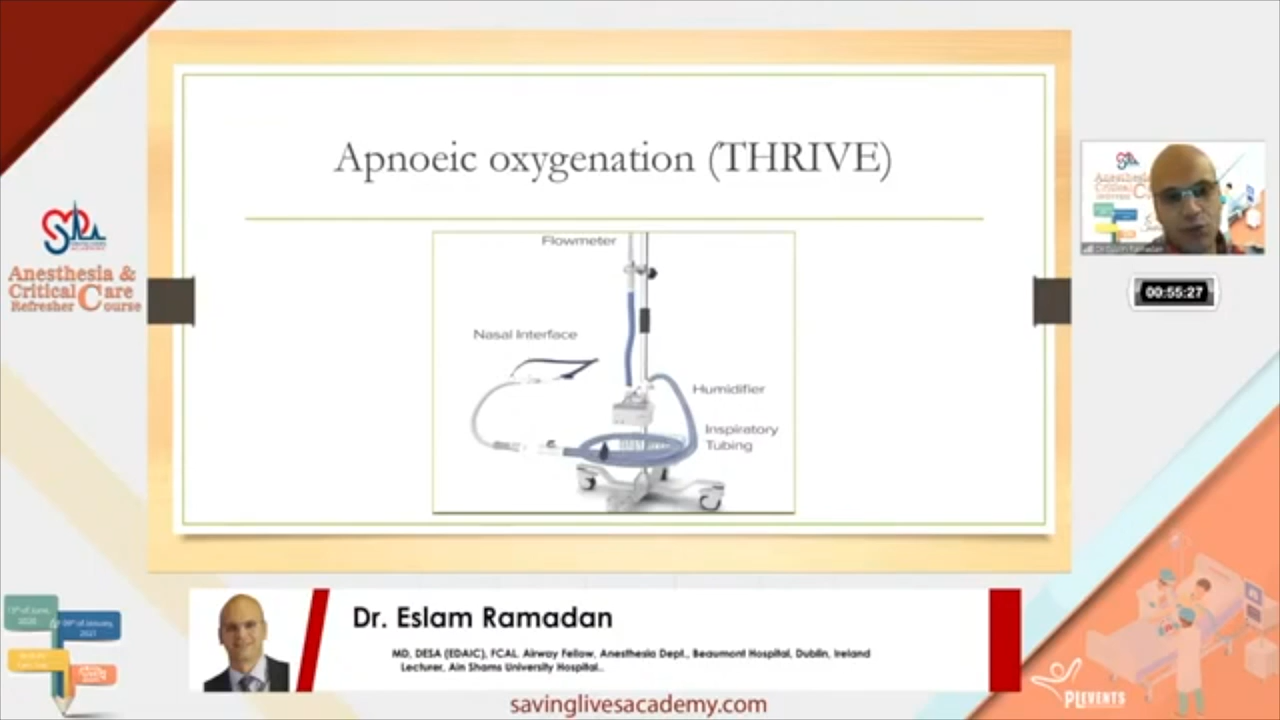 Apnoeic oxygenation (THRIVE)
Flowmeter
Nasal Interface
Humidifier
Inspiratory
Tubing
Anesthesia &
Critical Care
Refresher Course
00:55:27
Dr. Eslam Ramadan
MD, DESA (EDAIC), FCAI. Airway Fellow, Anesthesia Dept., Beaumont Hospital, Dublin, Ireland
Lecturer, Ain Shams University Hospital..
savinglivesacademy.com
PLEVENTS